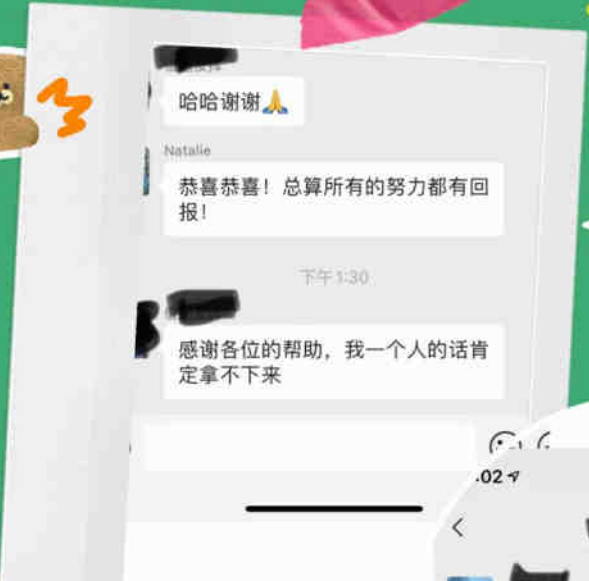 哈哈谢谢🙏
Natalie
恭喜恭喜！总算所有的努力都有回
报！
下午 1:30
感谢各位的帮助，我一个人的话肯
定拿不下来
:02